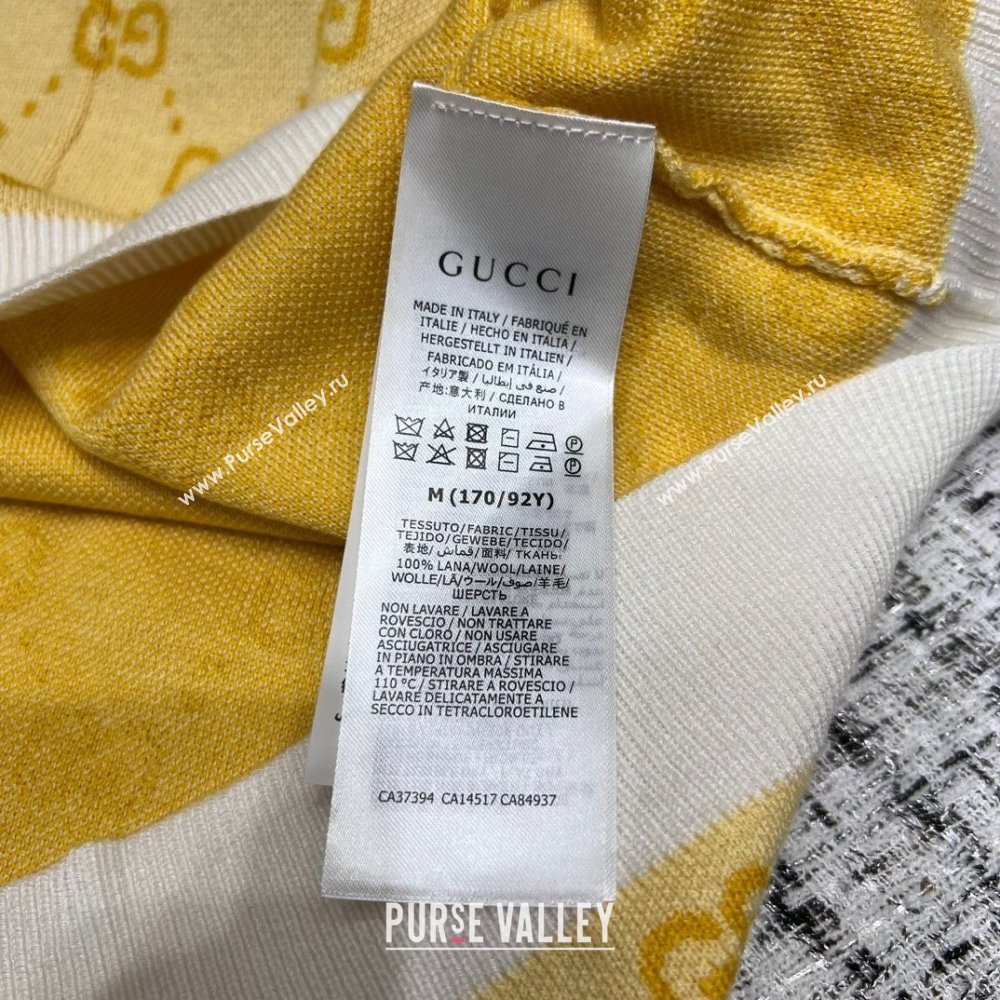 GUCCI
MADE IN ITALY / FABRIQUÉ EN
ITALIE / HECHO EN ITALIA /
HERGESTELLT IN ITALIEN /
FABRICADO EM ITÁLIA /
イタリア製 / صنع في إيطاليا /
产地:意大利 / СДЕЛАНО В
ИТАЛИИ
M (170/92Y)
TESSUTO/FABRIC/TISSU/
TEJIDO/GEWEBE/TECIDO/
表地/قماش/面料/ ТКАНЬ:
100% LANA/WOOL/LAINE/
WOLLE/LÃ/ウール/صوف/羊毛/
ШЕРСТЬ
NON LAVARE / LAVARE A
ROVESCIO / NON TRATTARE
CON CLORO / NON USARE
ASCIUGATRICE / ASCIUGARE
IN PIANO IN OMBRA / STIRARE
A TEMPERATURA MASSIMA
110 °C / STIRARE A ROVESCIO /
LAVARE DELICATAMENTE A
SECCO IN TETRACLOROETILENE
CA37394 CA14517 CA84937
www.PurseValley.ru
www.PurseValley.ru
PURSE VALLEY